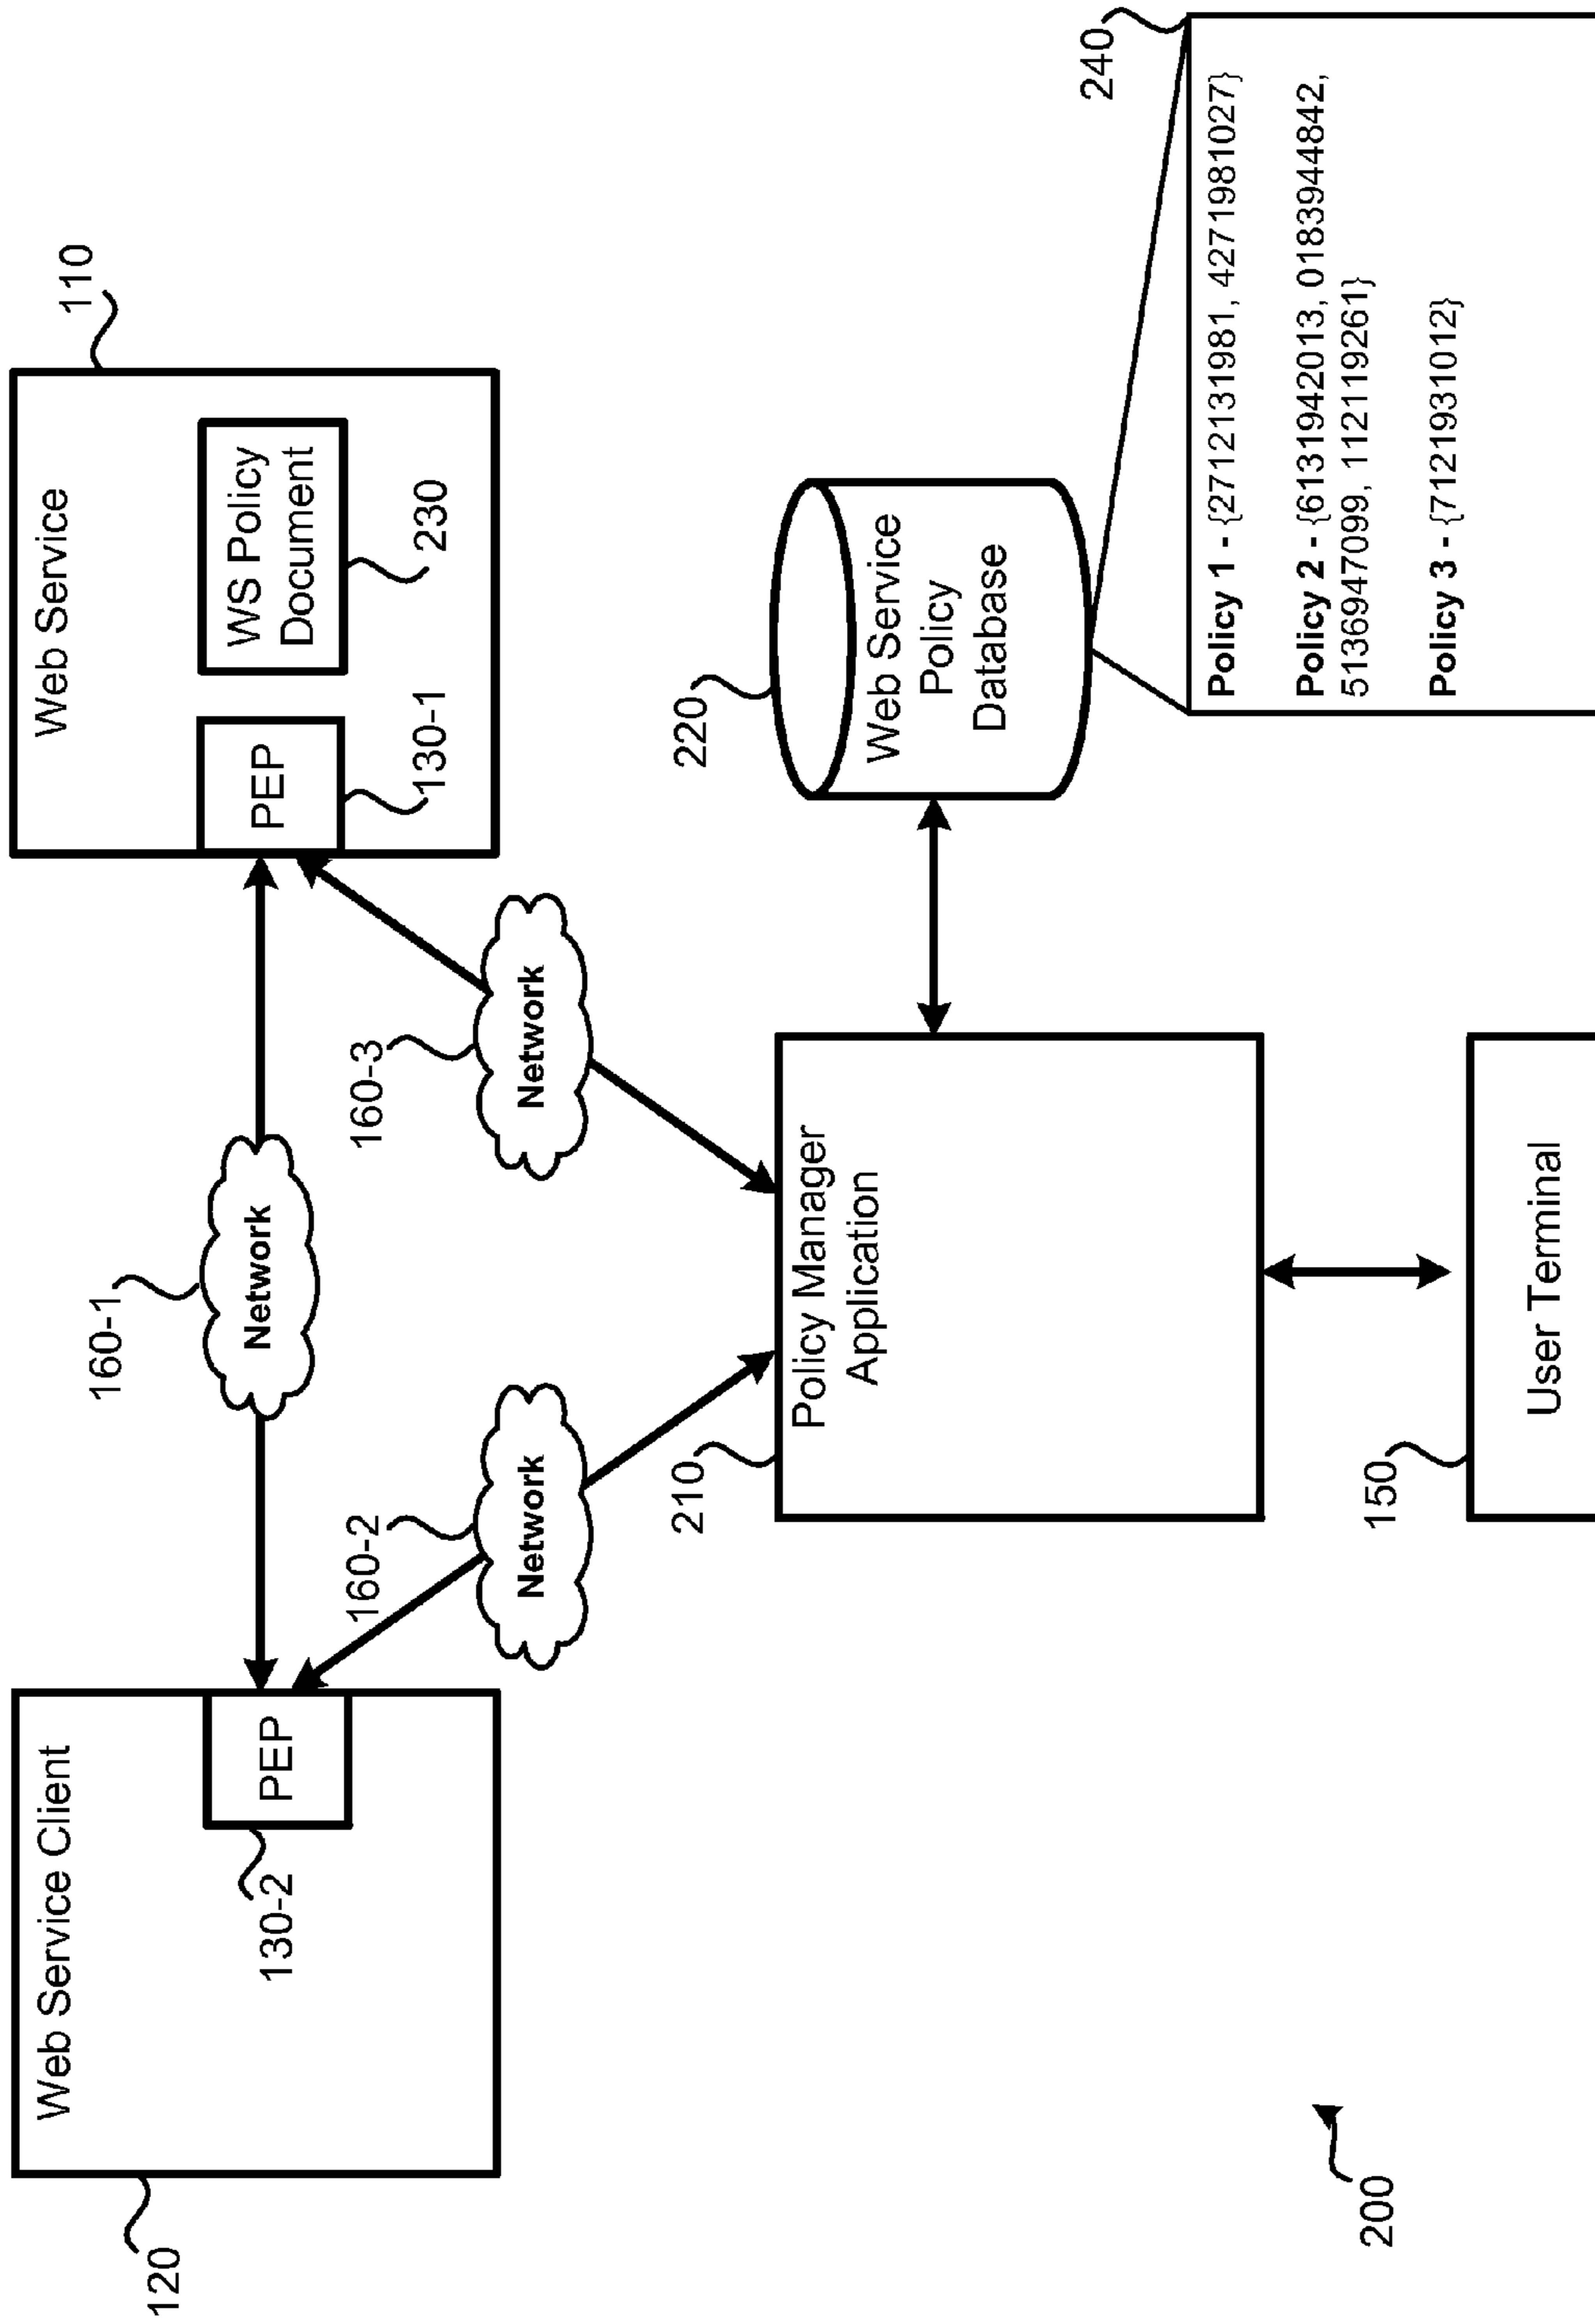 120
Web Service Client
PEP
130-2
160-1
Network
Web Service
110
PEP
130-1
WS Policy
Document
230
160-2
Network
160-3
Network
210
Policy Manager
Application
220
Web Service
Policy
Database
240
Policy 1 - {2712131981, 4271981027}
Policy 2 - {6131942013, 0183944842,
5136947099, 1121119261}
Policy 3 - {7121931012}
150
User Terminal
200